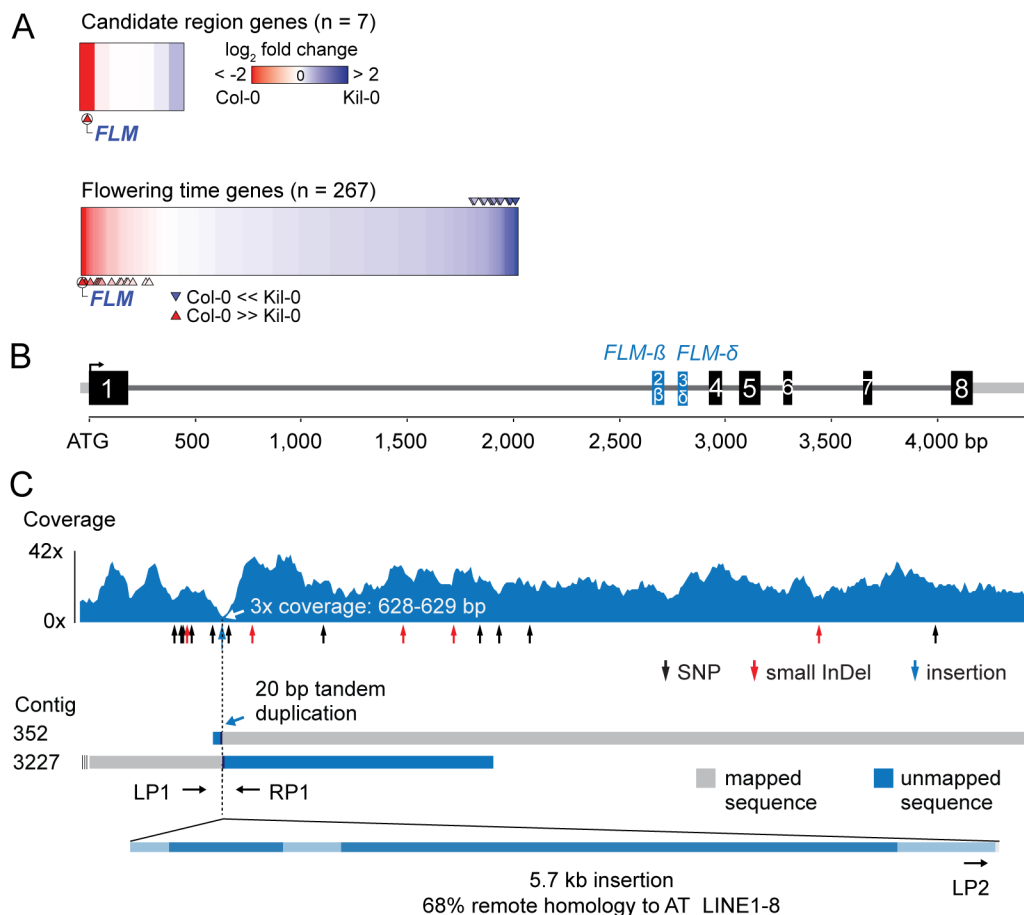 A
Candidate region genes (n = 7)
log2 fold change
< -2 0 > 2
Col-0 Kil-0
FLM
Flowering time genes (n = 267)
FLM
Col-0 << Kil-0
Col-0 >> Kil-0
B
FLM-ß FLM-δ
1 2 β 3 δ 4 5 6 7 8
ATG 500 1,000 1,500 2,000 2,500 3,000 3,500 4,000 bp
C
Coverage
42x
0x
3x coverage: 628-629 bp
SNP small InDel insertion
20 bp tandem
duplication
Contig
352
3227
LP1 RP1
mapped
sequence
unmapped
sequence
5.7 kb insertion
68% remote homology to AT_LINE1-8
LP2